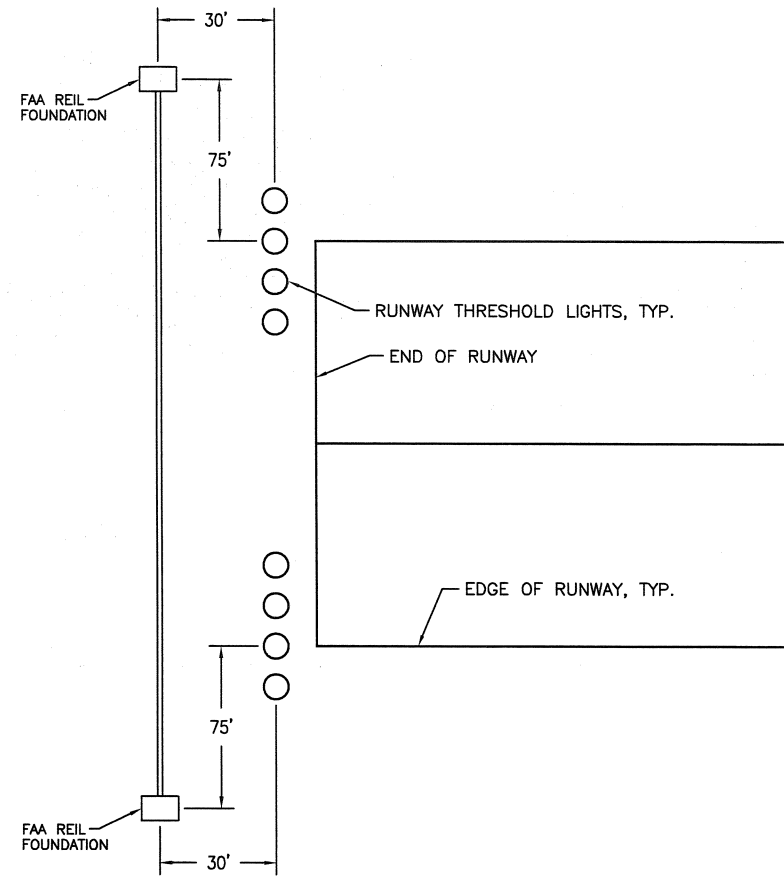 30'
FAA REIL
FOUNDATION
75'
RUNWAY THRESHOLD LIGHTS, TYP.
END OF RUNWAY
EDGE OF RUNWAY, TYP.
75'
FAA REIL
FOUNDATION
30'